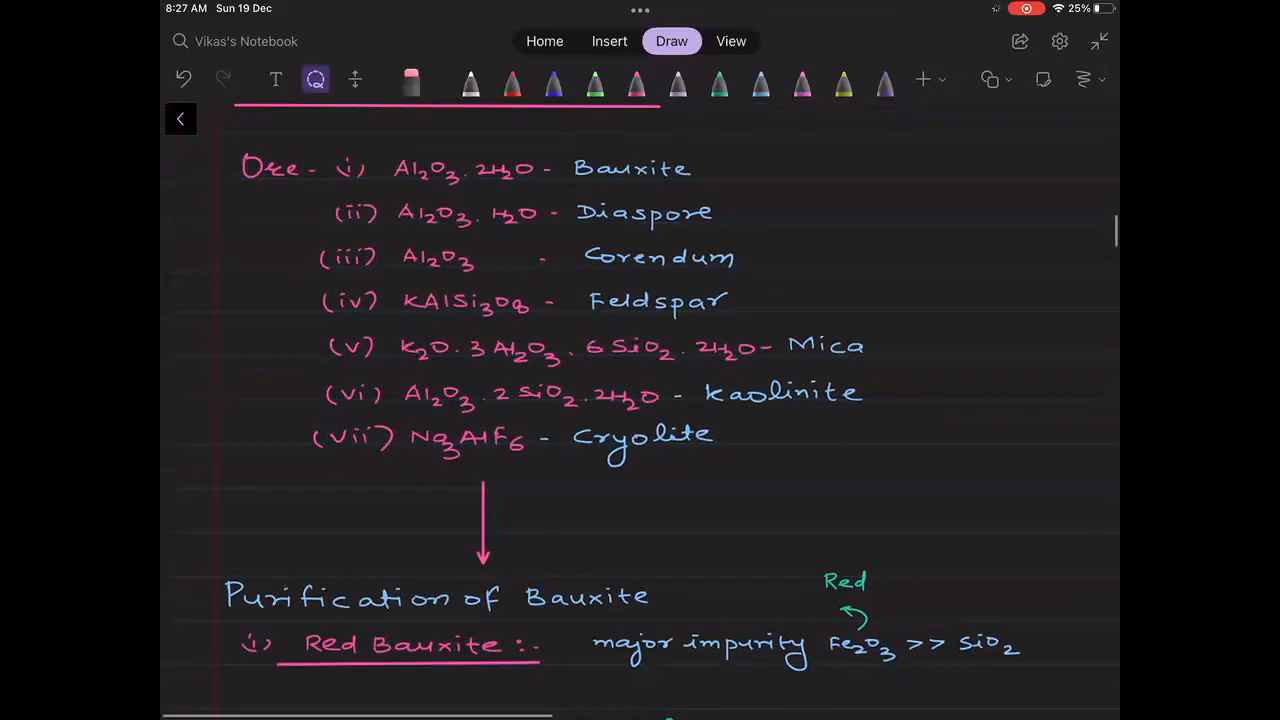 8:27 AM Sun 19 Dec
25%
Vikas's Notebook
Home Insert Draw View
Ore - (i) Al₂O₃.2H₂O - Bauxite
(ii) Al₂O₃.H₂O - Diaspore
(iii) Al₂O₃ - Corendum
(iv) KAlSi₃O₈ - Feldspar
(v) K₂O.3Al₂O₃.6SiO₂.2H₂O - Mica
(vi) Al₂O₃.2SiO₂.2H₂O - Kaolinite
(vii) Na₃AlF₆ - Cryolite
Purification of Bauxite
Red
(i) Red Bauxite :- major impurity Fe₂O₃ >> SiO₂